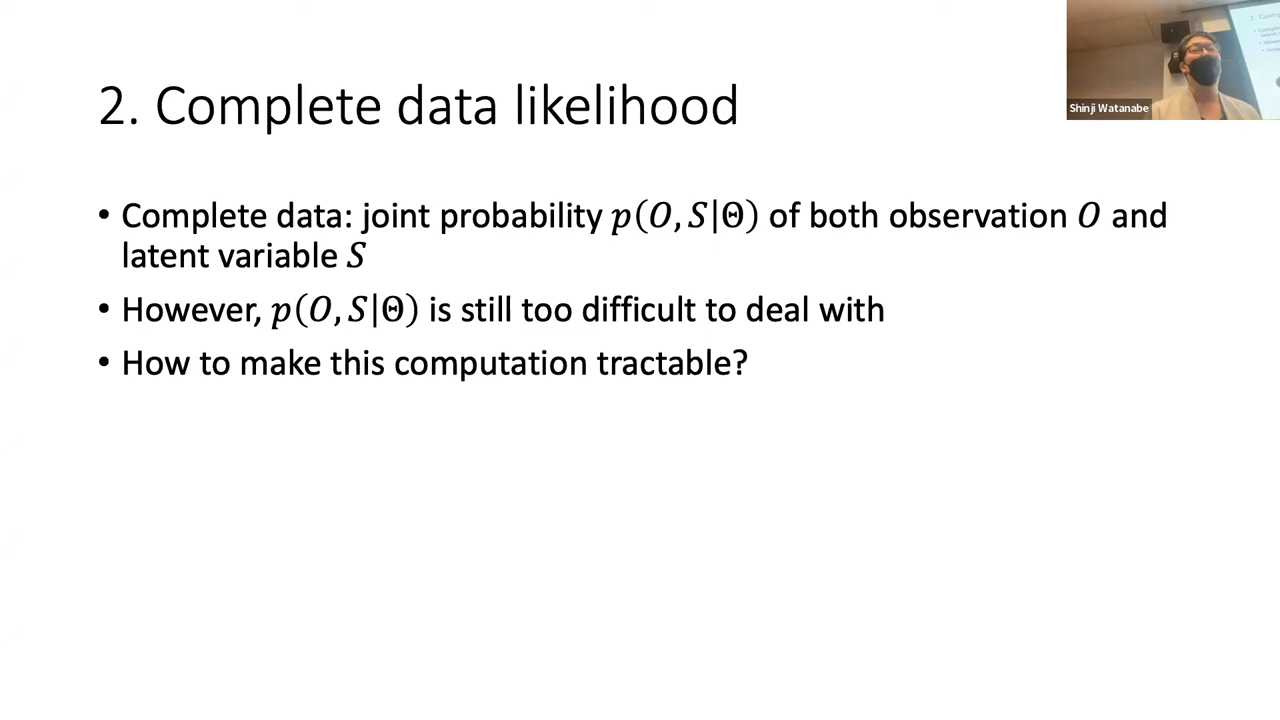 2. Complete data likelihood
Shinji Watanabe
• Complete data: joint probability 𝑝(𝑂, 𝑆|Θ) of both observation 𝑂 and
latent variable 𝑆
• However, 𝑝(𝑂, 𝑆|Θ) is still too difficult to deal with
• How to make this computation tractable?